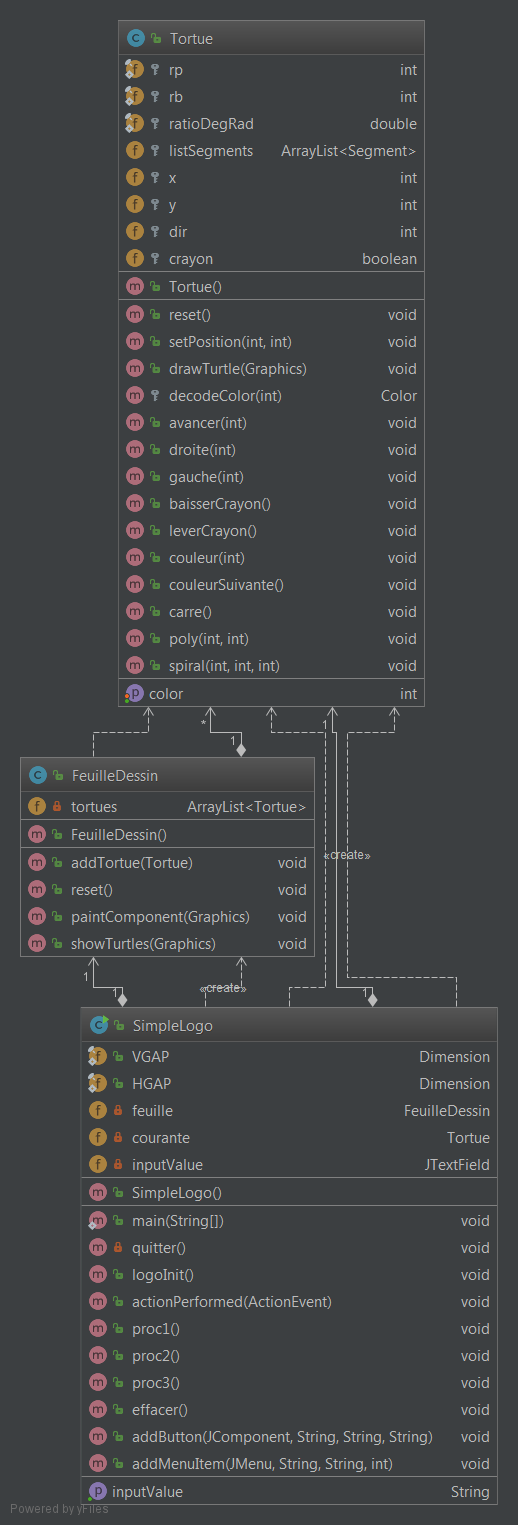 Tortue
rp int
rb int
ratioDegRad double
listSegments ArrayList<Segment>
x int
y int
dir int
crayon boolean
Tortue()
reset() void
setPosition(int, int) void
drawTurtle(Graphics) void
decodeColor(int) Color
avancer(int) void
droite(int) void
gauche(int) void
baisserCrayon() void
leverCrayon() void
couleur(int) void
couleurSuivante() void
carre() void
poly(int, int) void
spiral(int, int, int) void
color int
* 1
1
FeuilleDessin
tortues ArrayList<Tortue>
FeuilleDessin()
addTortue(Tortue) void
reset() void
paintComponent(Graphics) void
showTurtles(Graphics) void
«create»
1 1
«create»
1
SimpleLogo
VGAP Dimension
HGAP Dimension
feuille FeuilleDessin
courante Tortue
inputValue JTextField
SimpleLogo()
main(String[]) void
quitter() void
logoInit() void
actionPerformed(ActionEvent) void
proc1() void
proc2() void
proc3() void
effacer() void
addButton(JComponent, String, String, String) void
addMenuItem(JMenu, String, String, int) void
inputValue String
Powered by yFiles